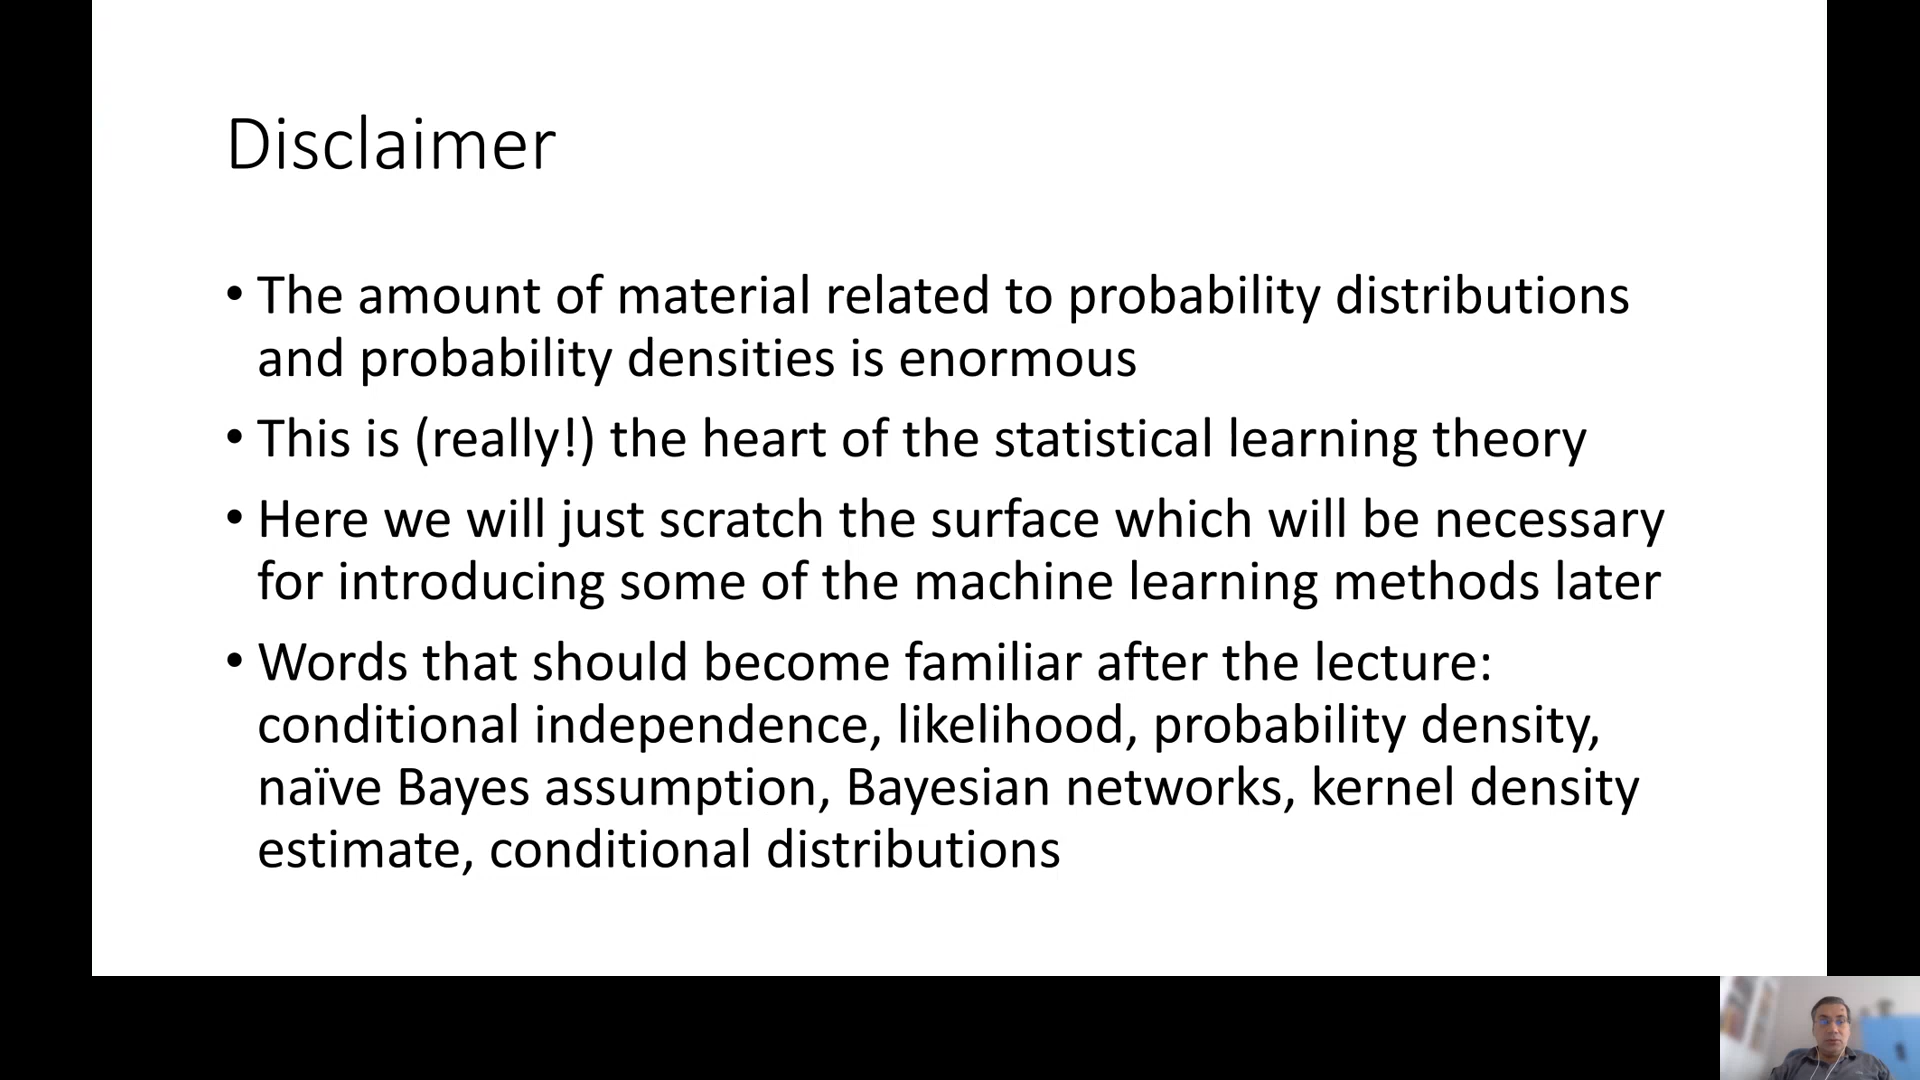 Disclaimer
• The amount of material related to probability distributions
and probability densities is enormous
• This is (really!) the heart of the statistical learning theory
• Here we will just scratch the surface which will be necessary
for introducing some of the machine learning methods later
• Words that should become familiar after the lecture:
conditional independence, likelihood, probability density,
naïve Bayes assumption, Bayesian networks, kernel density
estimate, conditional distributions